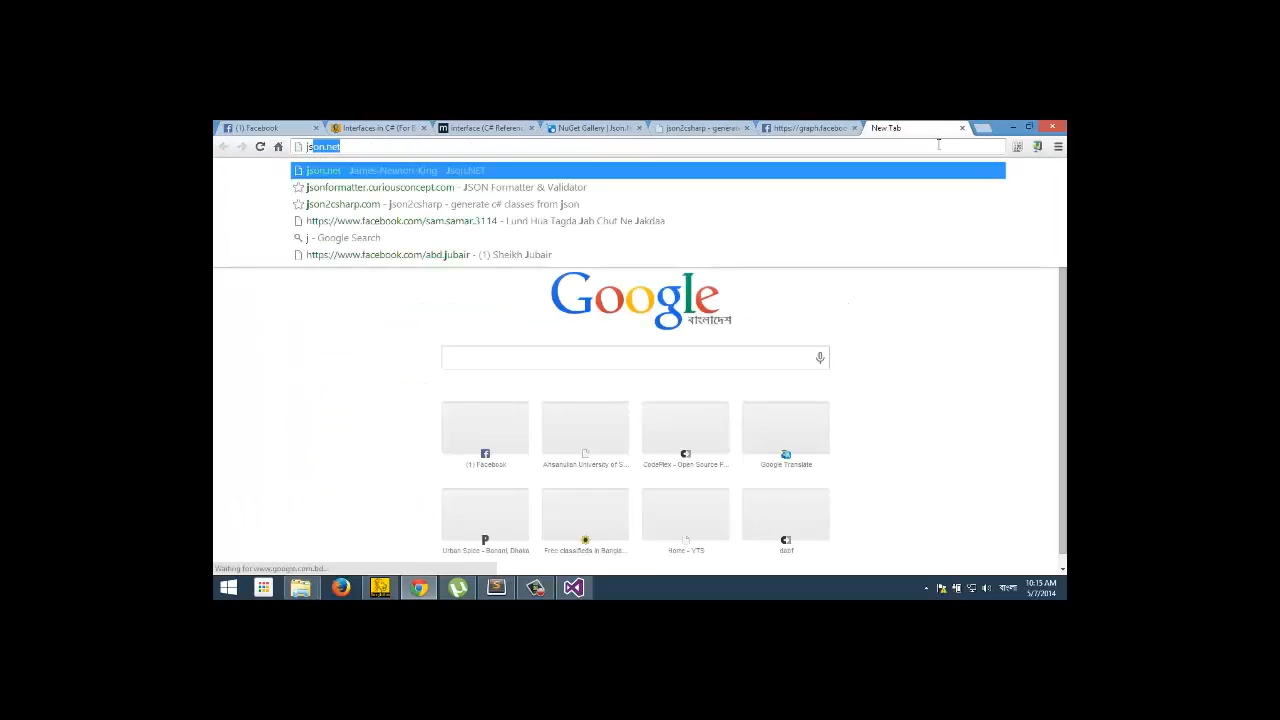 (1) Facebook
Interfaces in C# (For B
interface (C# Referenc
NuGet Gallery | Json.N
json2csharp - generat
https://graph.faceboo
New Tab
json.net
json.net - James-Newton-King - Json.NET
jsonformatter.curiousconcept.com - JSON Formatter & Validator
json2csharp.com - json2csharp - generate c# classes from json
https://www.facebook.com/sam.samar.3114 - Lund Hua Tagda Jab Chut Ne Jakdaa
j - Google Search
https://www.facebook.com/abd.jubair - (1) Sheikh Jubair
Google
বাংলাদেশ
(1) Facebook
Ahsanullah University of S...
CodePlex - Open Source P...
Google Translate
Urban Spice - Banani, Dhaka
Free classifieds in Bangla...
Home - YTS
dapf
Waiting for www.google.com.bd...
বাংলা
10:15 AM
5/7/2014